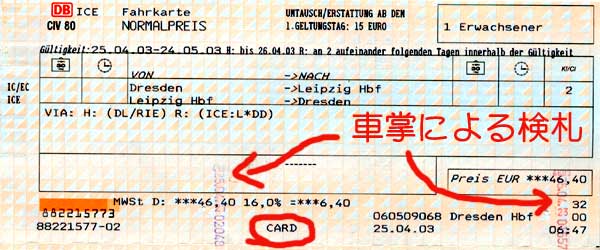 DB ICE Fahrkarte UNTAUSCH/ERSTATTUNG AB DEM
CIV 80 NORMALPREIS 1.GELTUNGSTAG: 15 EURO 1 Erwachsener
Gültigkeit: 25.04.03-24.05.03 H: bis 26.04.03 R: an 2 aufeinander folgenden Tagen innerhalb der Gültigkeit
VON ->NACH Kl/Cl
IC/EC Dresden ->Leipzig Hbf 2
ICE Leipzig Hbf ->Dresden
VIA: H: (DL/RIE) R: (ICE:L*DD)
車掌による検札
-------
Preis EUR ***46,40
MWSt D: ***46,40 16,0% =***6,40 32
88221573 060509068 Dresden Hbf 00
88221577-02 CARD 25.04.03 06:47